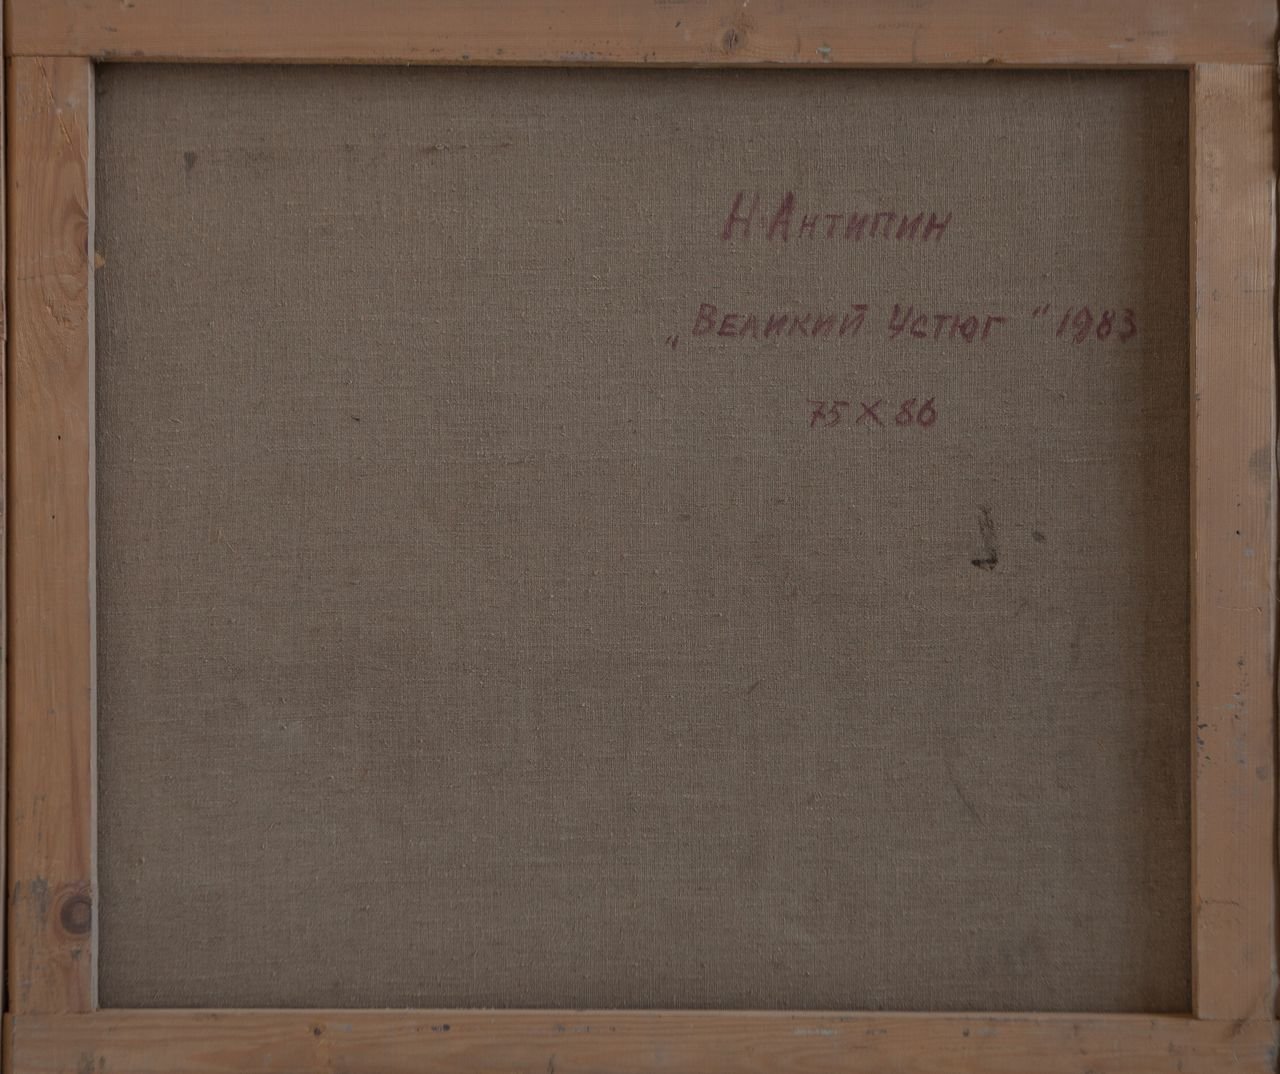 Н. Антипин
„Великий Устюг" 1983
75 X 86